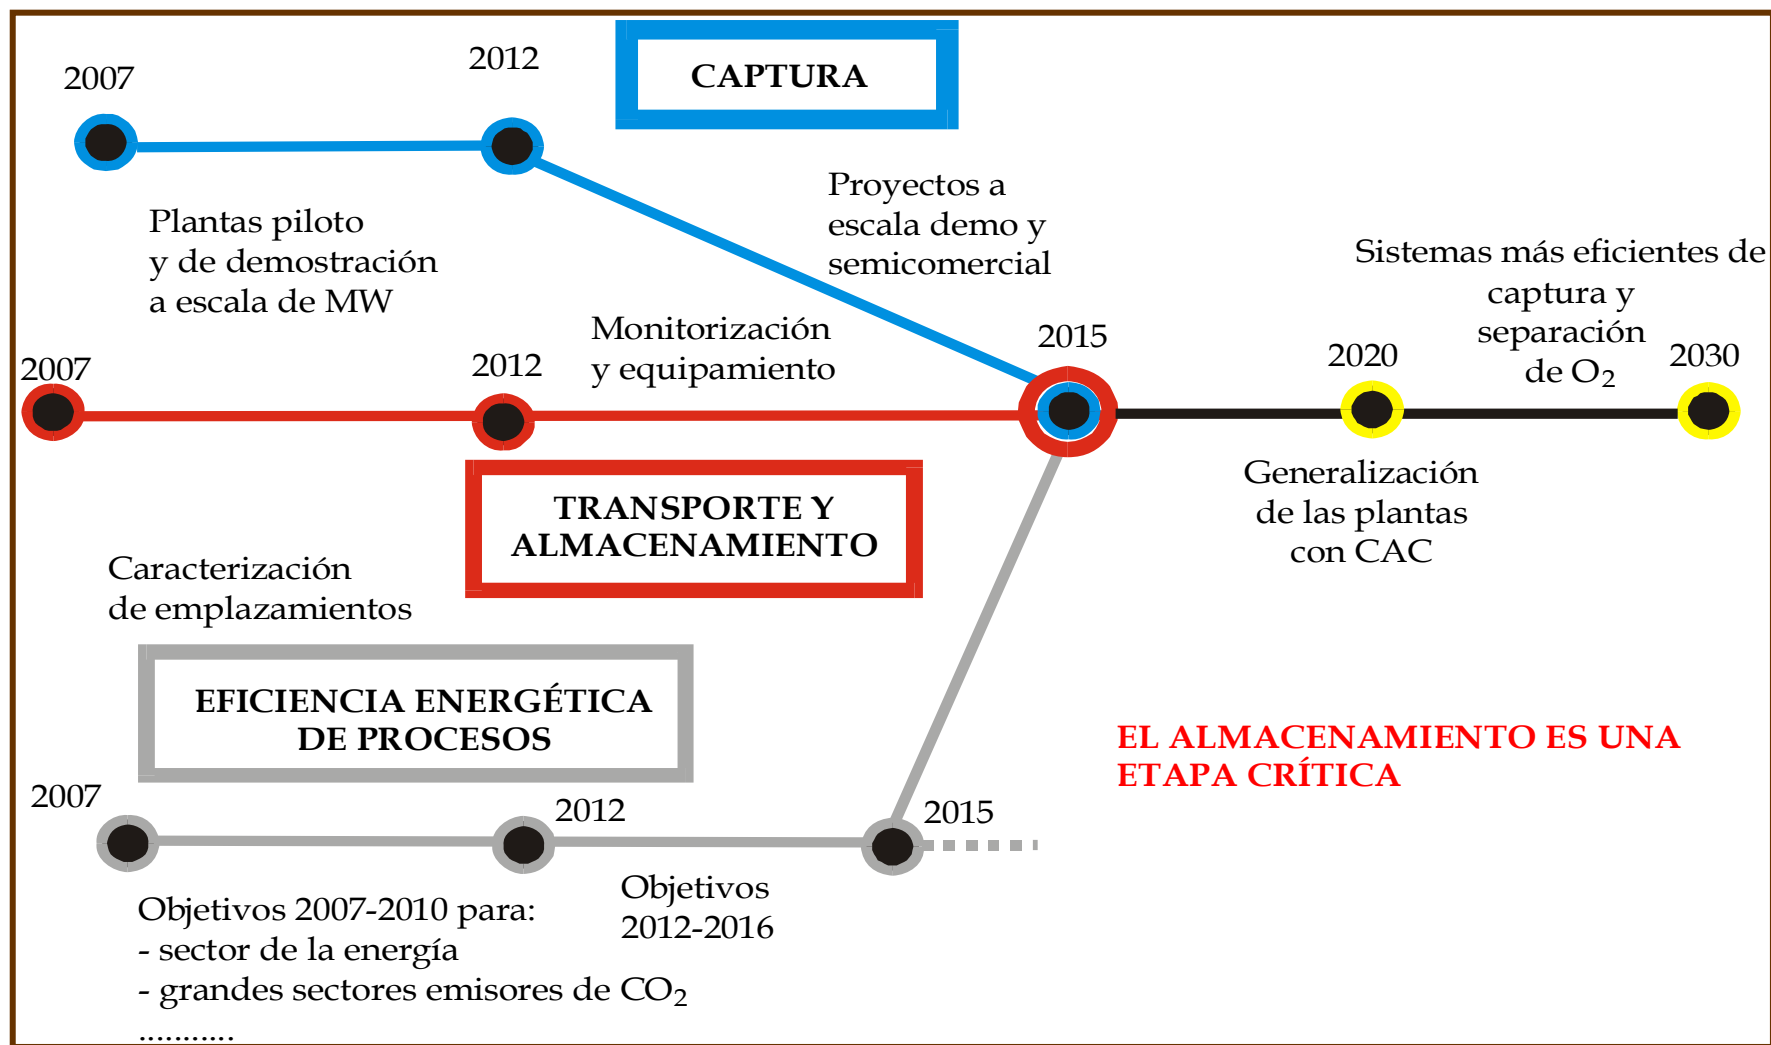 2007
2012
CAPTURA
Plantas piloto
y de demostración
a escala de MW
Proyectos a
escala demo y
semicomercial
Sistemas más eficientes de
captura y
separación
de O₂
2007
2012
Monitorización
y equipamiento
2015
2020
2030
TRANSPORTE Y
ALMACENAMIENTO
Generalización
de las plantas
con CAC
Caracterización
de emplazamientos
EFICIENCIA ENERGÉTICA
DE PROCESOS
EL ALMACENAMIENTO ES UNA
ETAPA CRÍTICA
2007
2012
2015
Objetivos 2007-2010 para:
- sector de la energía
- grandes sectores emisores de CO₂
...........
Objetivos
2012-2016